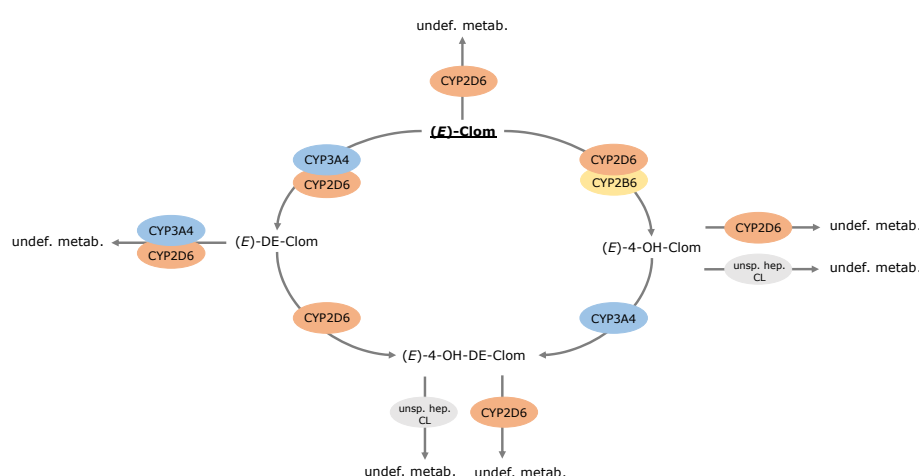 undef. metab.
CYP2D6
(E)-Clom
CYP3A4
CYP2D6
CYP2D6
CYP2B6
undef. metab.
CYP3A4
CYP2D6
(E)-DE-Clom
(E)-4-OH-Clom
CYP2D6
undef. metab.
unsp. hep.
CL
undef. metab.
CYP2D6
CYP3A4
(E)-4-OH-DE-Clom
unsp. hep.
CL
CYP2D6
undef. metab.
undef. metab.